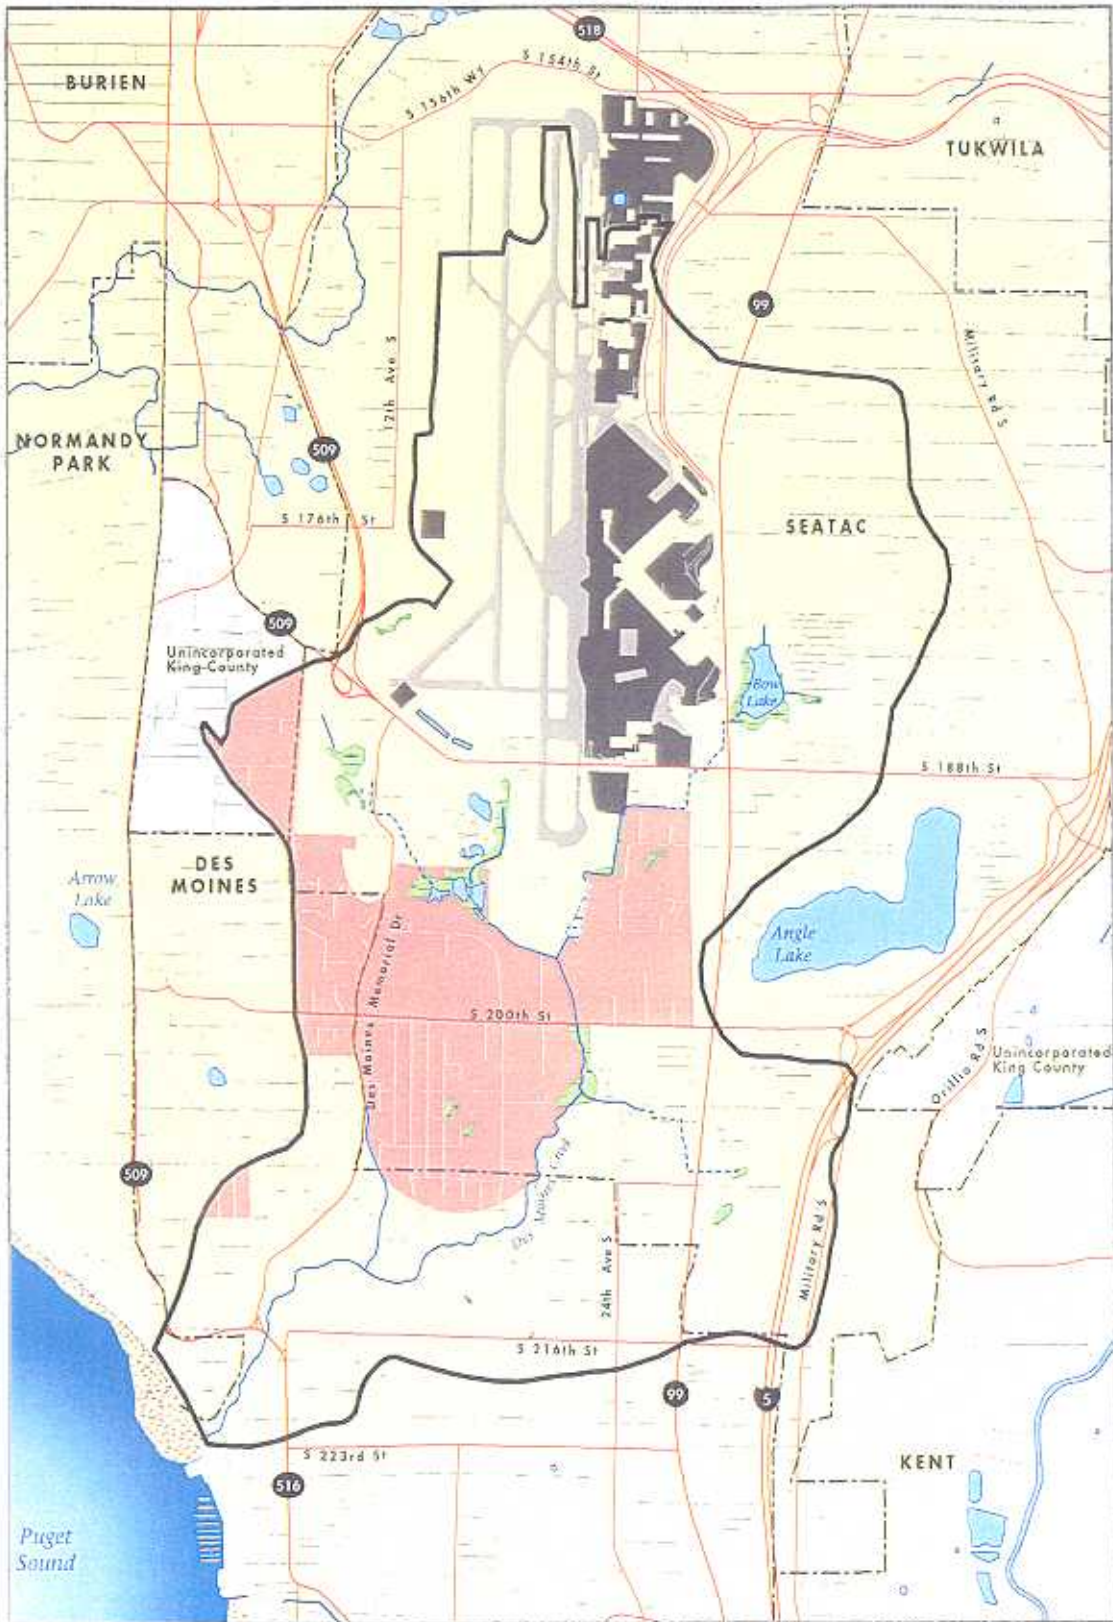 518
BURIEN
S 154th St
S 156th Wy
TUKWILA
99
12th Ave S
Military Rd S
NORMANDY
PARK
509
S 176th St
SEATAC
509
Unincorporated
King County
Bow
Lake
S 188th St
DES
MOINES
Arrow
Lake
Des Moines Memorial Dr
Angle
Lake
S 200th St
Orillia Rd S
Unincorporated
King County
509
Des Moines Creek
24th Ave S
Military Rd S
S 216th St
99
5
S 223rd St
516
KENT
Puget
Sound